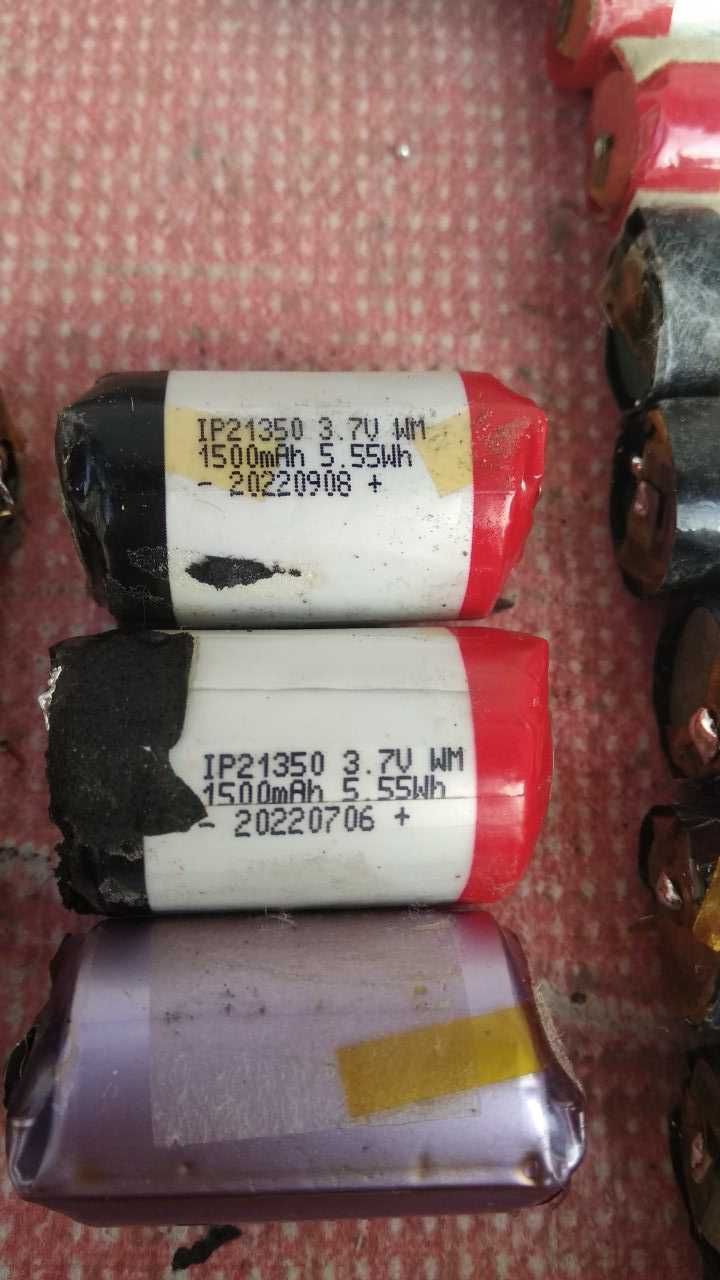 IP21350 3.7V WM
1500mAh 5.55Wh
- 20220908 +
IP21350 3.7V WM
1500mAh 5.55Wh
- 20220706 +